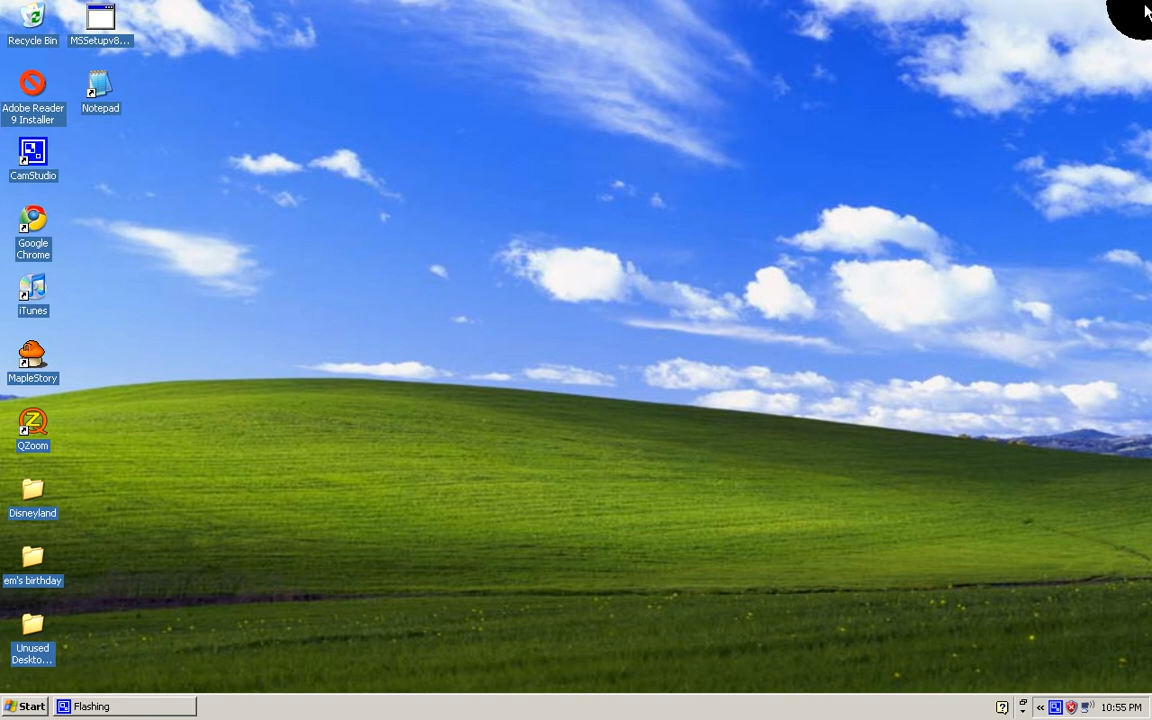 Recycle Bin
MSSetupv8...
Adobe Reader
9 Installer
Notepad
CamStudio
Google
Chrome
iTunes
MapleStory
QZoom
Disneyland
em's birthday
Unused
Deskto...
Start
Flashing
10:55 PM